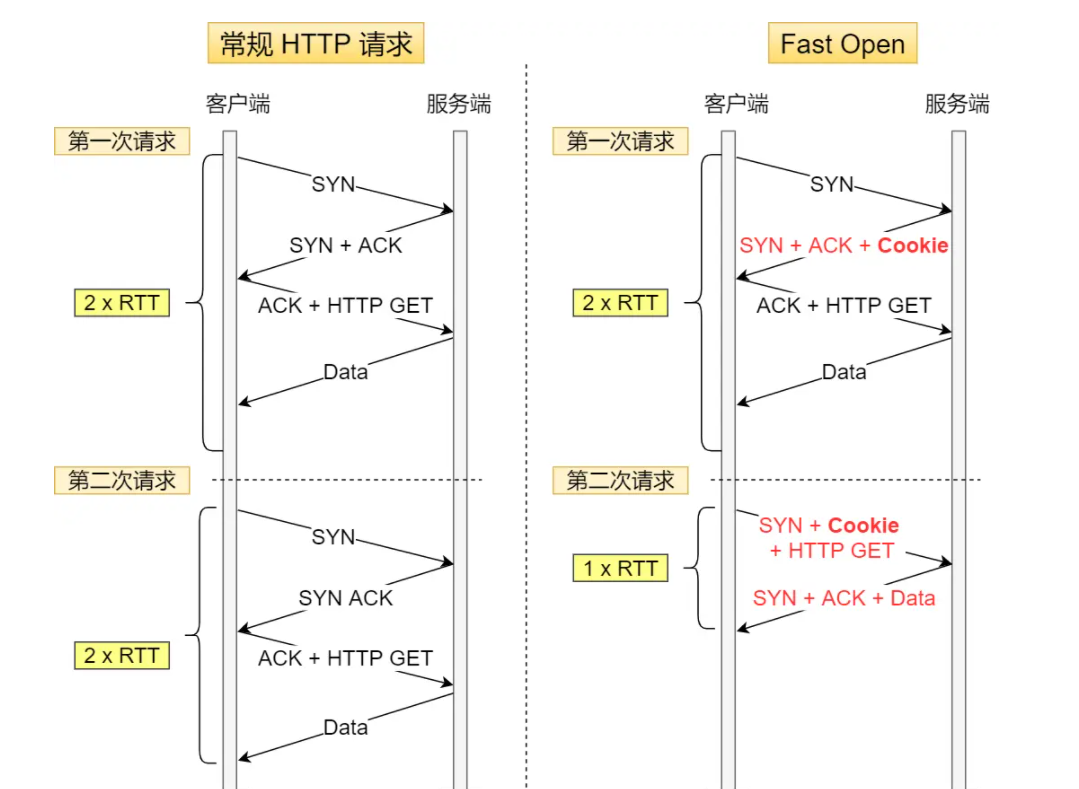 常规 HTTP 请求
客户端
服务端
第一次请求
SYN
SYN + ACK
2 x RTT
ACK + HTTP GET
Data
第二次请求
SYN
SYN ACK
2 x RTT
ACK + HTTP GET
Data
Fast Open
客户端
服务端
第一次请求
SYN
SYN + ACK + Cookie
2 x RTT
ACK + HTTP GET
Data
第二次请求
SYN + Cookie
+ HTTP GET
1 x RTT
SYN + ACK + Data